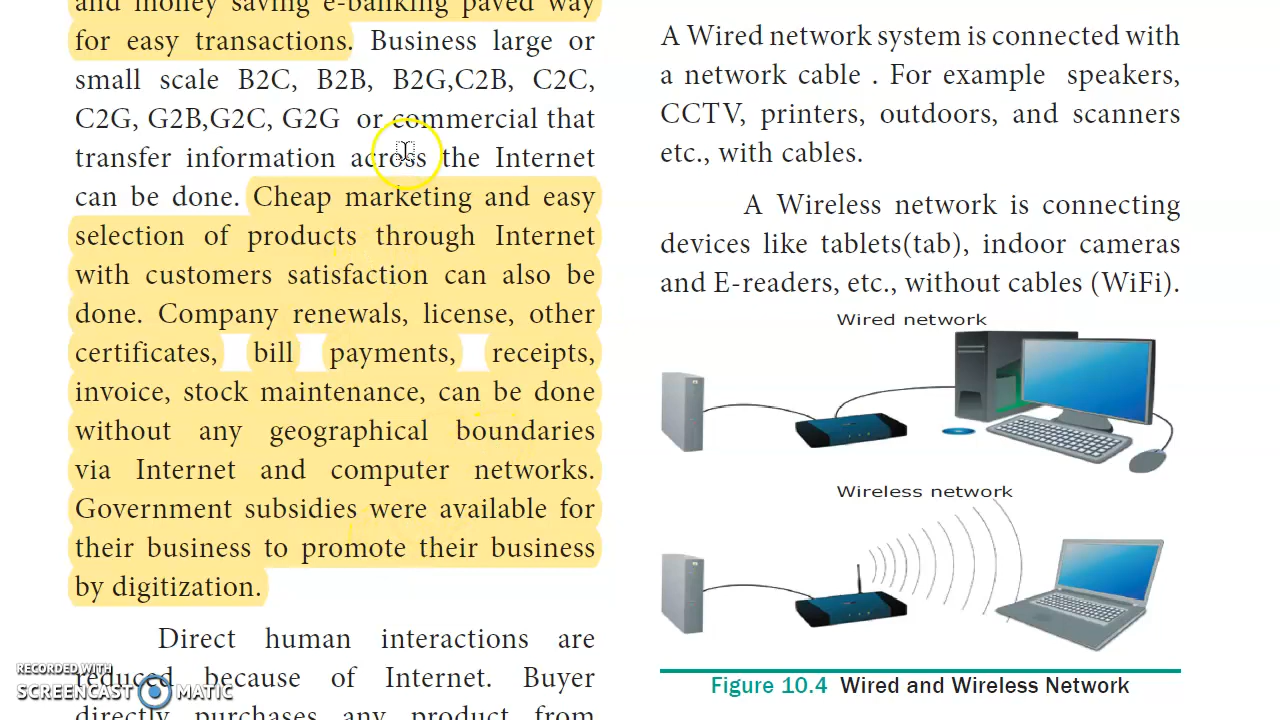 and money saving e-banking paved way
for easy transactions. Business large or
small scale B2C, B2B, B2G,C2B, C2C,
C2G, G2B,G2C, G2G or commercial that
transfer information across the Internet
can be done. Cheap marketing and easy
selection of products through Internet
with customers satisfaction can also be
done. Company renewals, license, other
certificates, bill payments, receipts,
invoice, stock maintenance, can be done
without any geographical boundaries
via Internet and computer networks.
Government subsidies were available for
their business to promote their business
by digitization.
Direct human interactions are
reduced because of Internet. Buyer
directly purchases any product from
A Wired network system is connected with
a network cable . For example speakers,
CCTV, printers, outdoors, and scanners
etc., with cables.
A Wireless network is connecting
devices like tablets(tab), indoor cameras
and E-readers, etc., without cables (WiFi).
Wired network
Wireless network
Figure 10.4 Wired and Wireless Network
RECORDED WITH
SCREENCAST MATIC